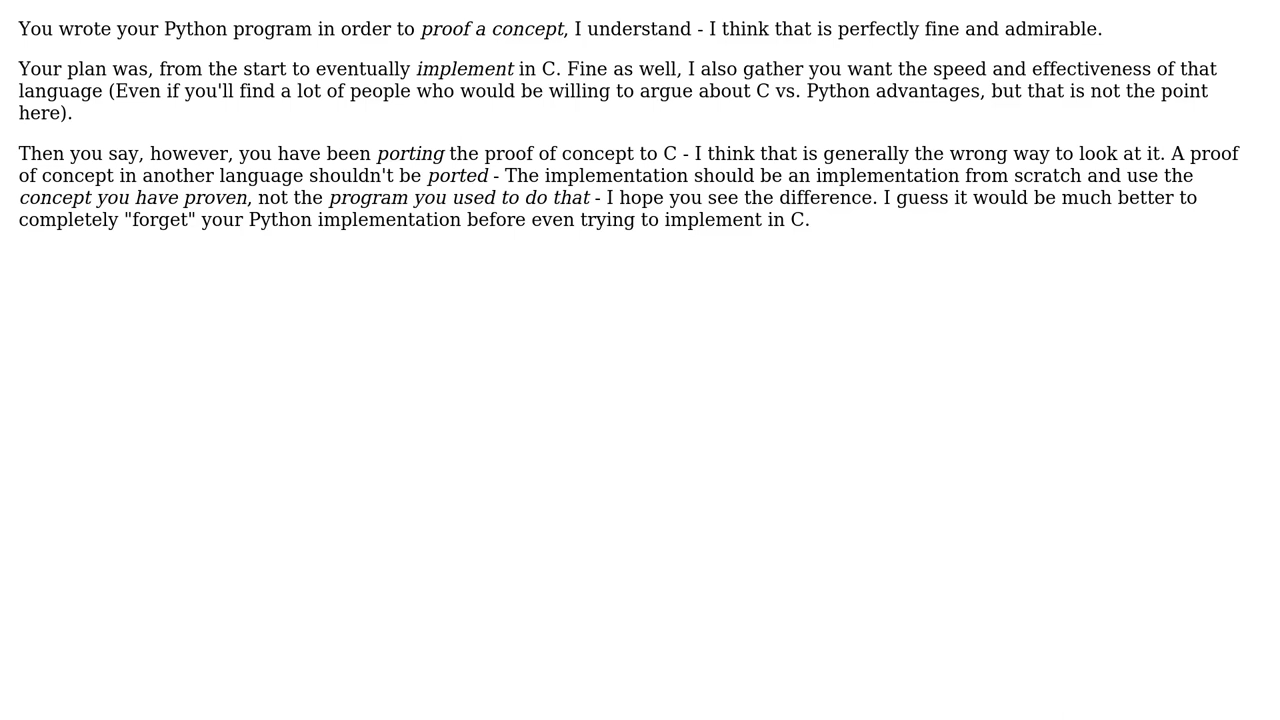 You wrote your Python program in order to proof a concept, I understand - I think that is perfectly fine and admirable.
Your plan was, from the start to eventually implement in C. Fine as well, I also gather you want the speed and effectiveness of that
language (Even if you'll find a lot of people who would be willing to argue about C vs. Python advantages, but that is not the point
here).
Then you say, however, you have been porting the proof of concept to C - I think that is generally the wrong way to look at it. A proof
of concept in another language shouldn't be ported - The implementation should be an implementation from scratch and use the
concept you have proven, not the program you used to do that - I hope you see the difference. I guess it would be much better to
completely "forget" your Python implementation before even trying to implement in C.